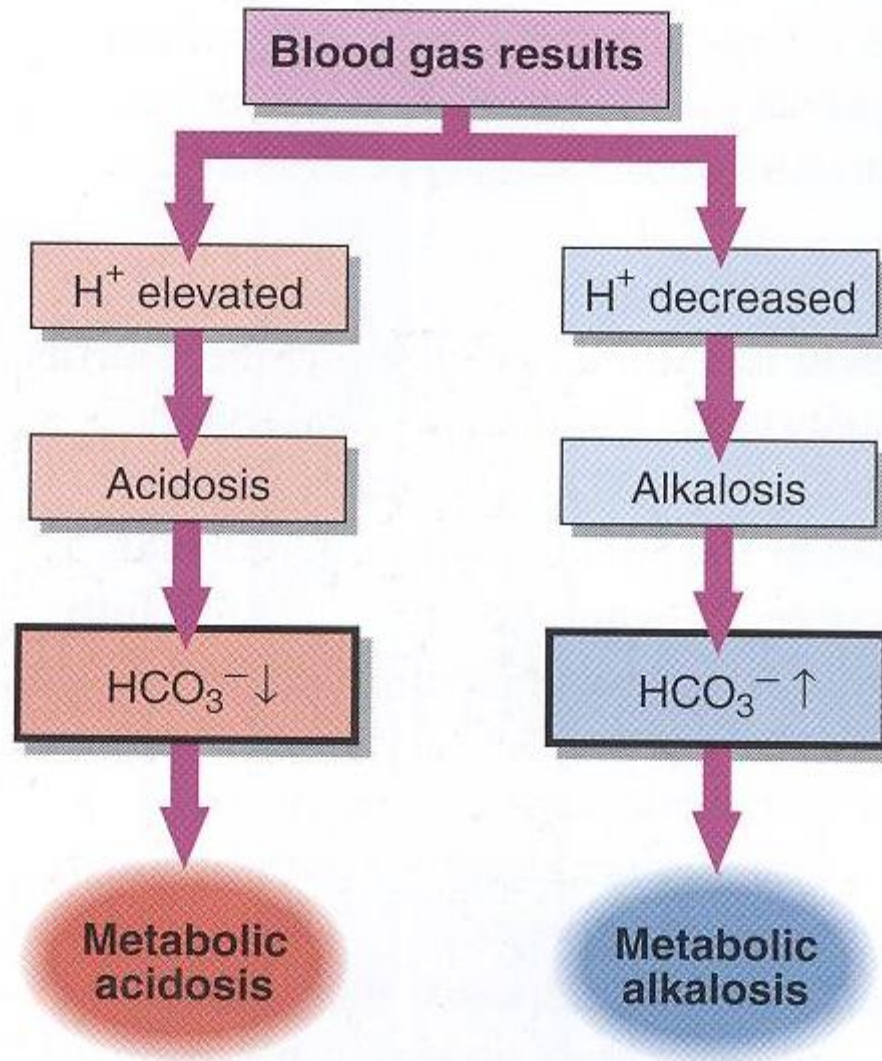 Blood gas results
H⁺ elevated
H⁺ decreased
Acidosis
Alkalosis
HCO₃⁻ ↓
HCO₃⁻ ↑
Metabolic
acidosis
Metabolic
alkalosis